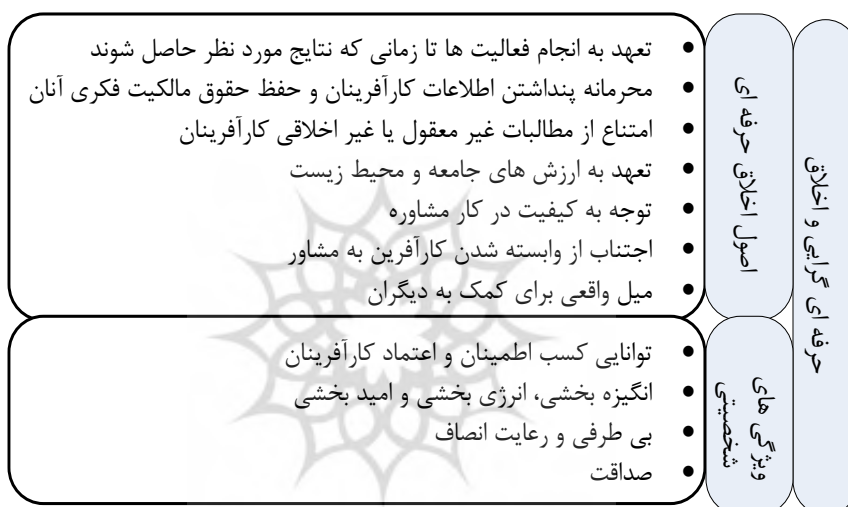 حرفه ای گرایی و اخلاق
اصول اخلاق حرفه ای
• تعهد به انجام فعالیت ها تا زمانی که نتایج مورد نظر حاصل شوند
• محرمانه پنداشتن اطلاعات کارآفرینان و حفظ حقوق مالکیت فکری آنان
• امتناع از مطالبات غیر معقول یا غیر اخلاقی کارآفرینان
• تعهد به ارزش های جامعه و محیط زیست
• توجه به کیفیت در کار مشاوره
• اجتناب از وابسته شدن کارآفرین به مشاور
• میل واقعی برای کمک به دیگران
ویژگی های
شخصیتی
• توانایی کسب اطمینان و اعتماد کارآفرینان
• انگیزه بخشی، انرژی بخشی و امید بخشی
• بی طرفی و رعایت انصاف
• صداقت